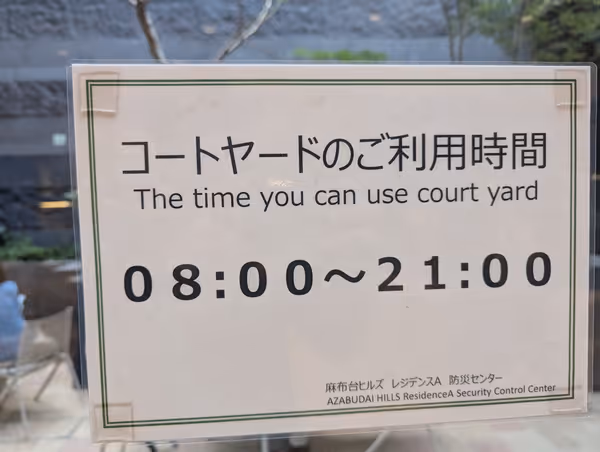 コートヤードのご利用時間
The time you can use court yard
08:00～21:00
麻布台ヒルズ レジデンスA 防災センター
AZABUDAI HILLS ResidenceA Security Control Center